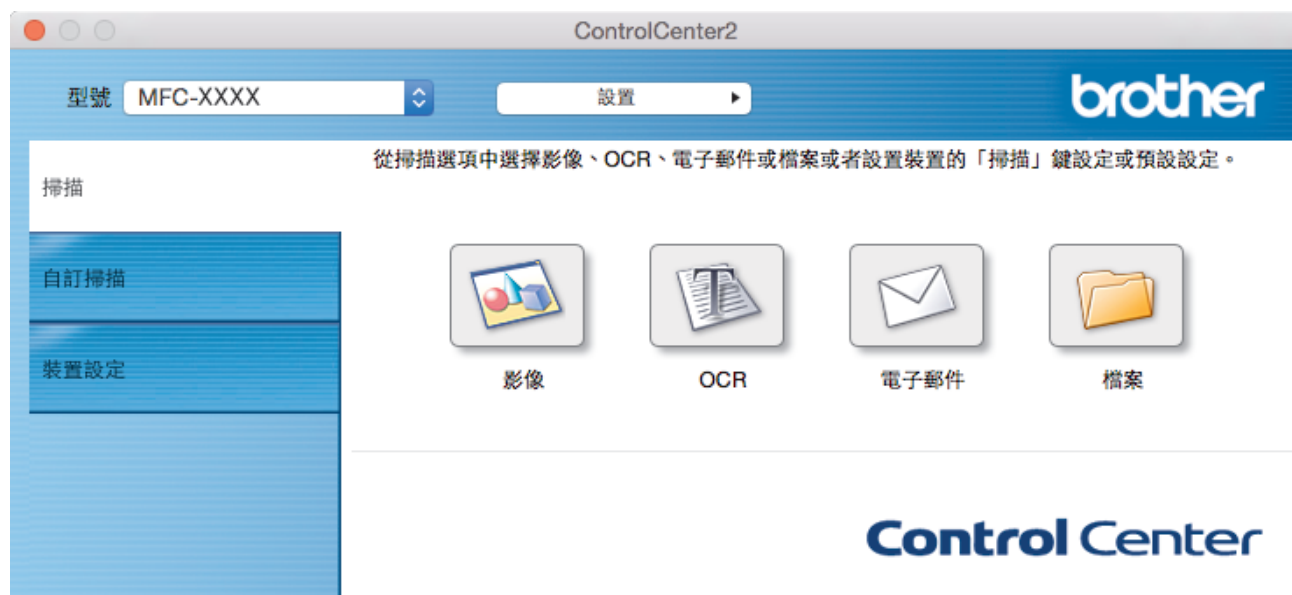 ControlCenter2
型號 MFC-XXXX 設置 brother
從掃描選項中選擇影像、OCR、電子郵件或檔案或者設置裝置的「掃描」鍵設定或預設設定。
掃描
自訂掃描
裝置設定
影像 OCR 電子郵件 檔案
Control Center